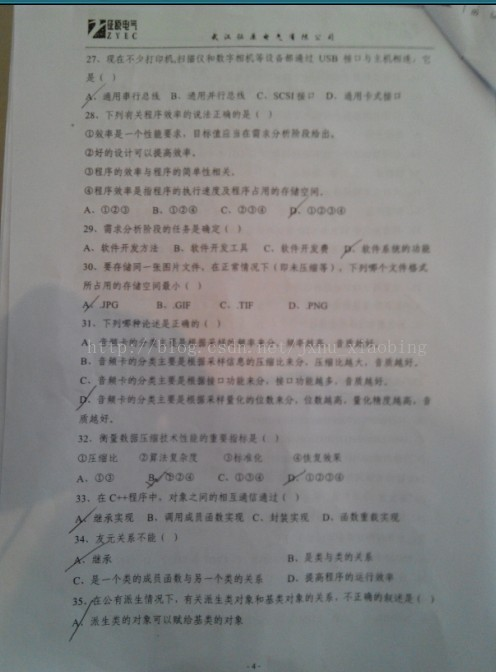 征原电气
ZYEC
武汉征原电气有限公司
27. 现在不少打印机,扫描仪和数字相机等设备都通过 USB 接口与主机相连, 它
是（ ）
A、通用串行总线 B、通用并行总线 C、SCSI接口 D、通用卡式接口
28. 下列有关程序效率的说法正确的是（ ）
①效率是一个性能要求, 目标值应当在需求分析阶段给出。
②好的设计可以提高效率。
③程序的效率与程序的简单性相关。
④程序效率是指程序的执行速度及程序占用的存储空间。
A、①②③ B、①②④ C、②③④ D、①②③④
29. 需求分析阶段的任务是确定（ ）
A、软件开发方法 B、软件开发工具 C、软件开发费 D、软件系统的功能
30. 要存储同一张图片文件, 在正常情况下（即未压缩等）, 下列哪个文件格式
所占用的存储空间最小（ ）
A、.JPG B、.GIF C、.TIF D、.PNG
31. 下列哪种论述是正确的（ ）
http://blog.csdn.net/jxnu_xiaobing
B、音频卡的分类主要是根据采样信息的压缩比来分, 压缩比越大, 音质越好。
C、音频卡的分类主要是根据接口功能来分, 接口功能越多, 音质越好。
D、音频卡的分类主要是根据采样量化的位数来分, 位数越高, 量化精度越高, 音
质越好。
32. 衡量数据压缩技术性能的重要指标是（ ）
①压缩比 ②算法复杂度 ③标准化 ④恢复效果
A、①③ B、①②④ C、①③④ D、①②③④
33. 在 C++程序中, 对象之间的相互通信通过（ ）
A、继承实现 B、调用成员函数实现 C、封装实现 D、函数重载实现
34. 友元关系不能（ ）
A、继承 B、是类与类的关系
C、是一个类的成员函数与另一个类的关系 D、提高程序的运行效率
35. 在公有派生情况下, 有关派生类对象和基类对象的关系, 不正确的叙述是（ ）
A、派生类的对象可以赋给基类的对象
- 4 -